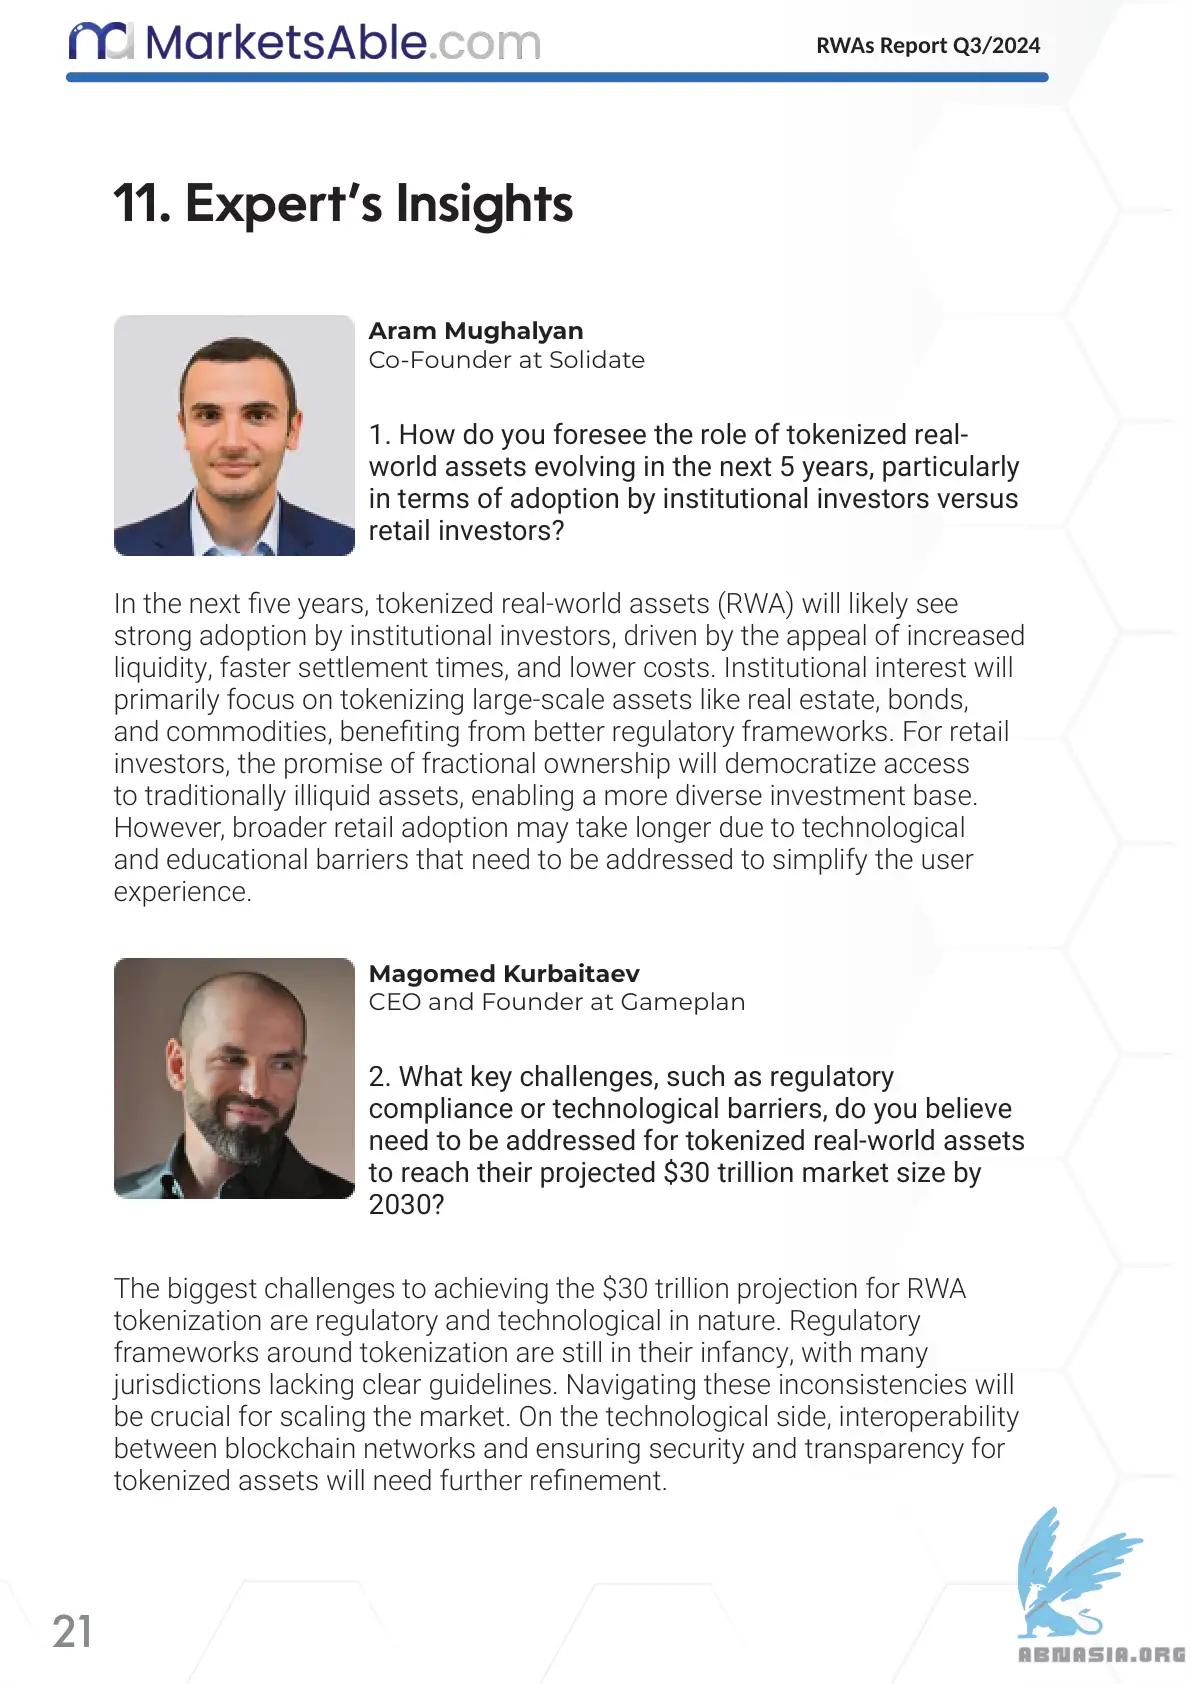 MarketsAble.com
RWAs Report Q3/2024
11. Expert’s Insights
Aram Mughalyan
Co-Founder at Solidate
1. How do you foresee the role of tokenized real-
world assets evolving in the next 5 years, particularly
in terms of adoption by institutional investors versus
retail investors?
In the next five years, tokenized real-world assets (RWA) will likely see
strong adoption by institutional investors, driven by the appeal of increased
liquidity, faster settlement times, and lower costs. Institutional interest will
primarily focus on tokenizing large-scale assets like real estate, bonds,
and commodities, benefiting from better regulatory frameworks. For retail
investors, the promise of fractional ownership will democratize access
to traditionally illiquid assets, enabling a more diverse investment base.
However, broader retail adoption may take longer due to technological
and educational barriers that need to be addressed to simplify the user
experience.
Magomed Kurbaitaev
CEO and Founder at Gameplan
2. What key challenges, such as regulatory
compliance or technological barriers, do you believe
need to be addressed for tokenized real-world assets
to reach their projected $30 trillion market size by
2030?
The biggest challenges to achieving the $30 trillion projection for RWA
tokenization are regulatory and technological in nature. Regulatory
frameworks around tokenization are still in their infancy, with many
jurisdictions lacking clear guidelines. Navigating these inconsistencies will
be crucial for scaling the market. On the technological side, interoperability
between blockchain networks and ensuring security and transparency for
tokenized assets will need further refinement.
21
ABNASIA.ORG